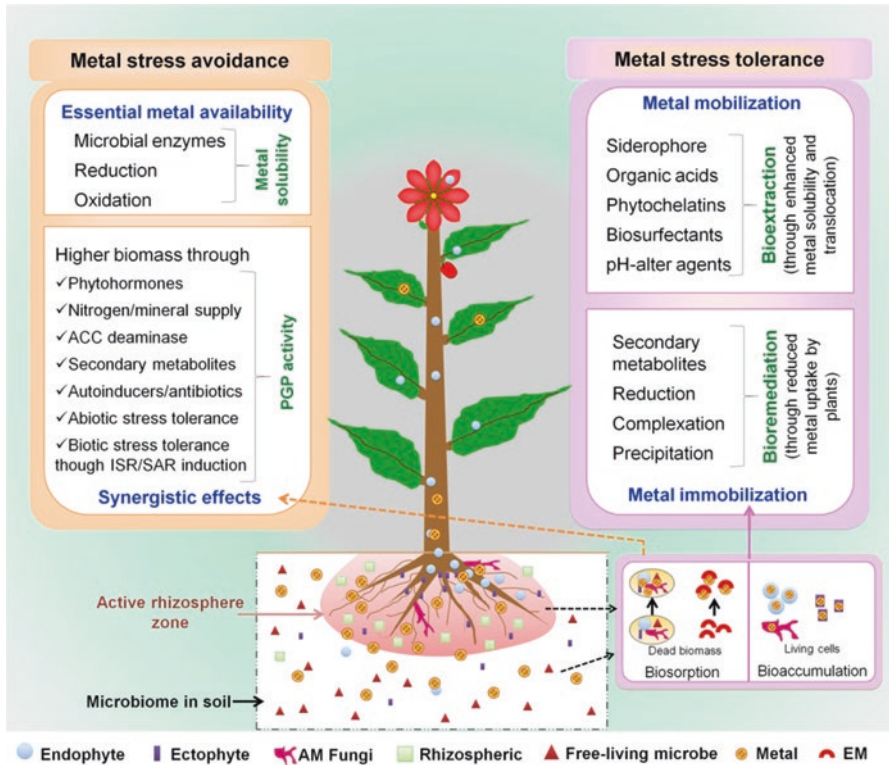 Metal stress avoidance
Essential metal availability
Microbial enzymes
Reduction
Oxidation
Metal
solubility
Higher biomass through
✓Phytohormones
✓Nitrogen/mineral supply
✓ACC deaminase
✓Secondary metabolites
✓Autoinducers/antibiotics
✓Abiotic stress tolerance
✓Biotic stress tolerance
though ISR/SAR induction
PGP activity
Synergistic effects
Metal stress tolerance
Metal mobilization
Siderophore
Organic acids
Phytochelatins
Biosurfectants
pH-alter agents
Bioextraction
(through enhanced
metal solubility and
translocation)
Secondary
metabolites
Reduction
Complexation
Precipitation
Bioremediation
(through reduced
metal uptake by
plants)
Metal immobilization
Active rhizosphere
zone
Microbiome in soil
Dead biomass
Biosorption
Living cells
Bioaccumulation
Endophyte
Ectophyte
AM Fungi
Rhizospheric
Free-living microbe
Metal
EM